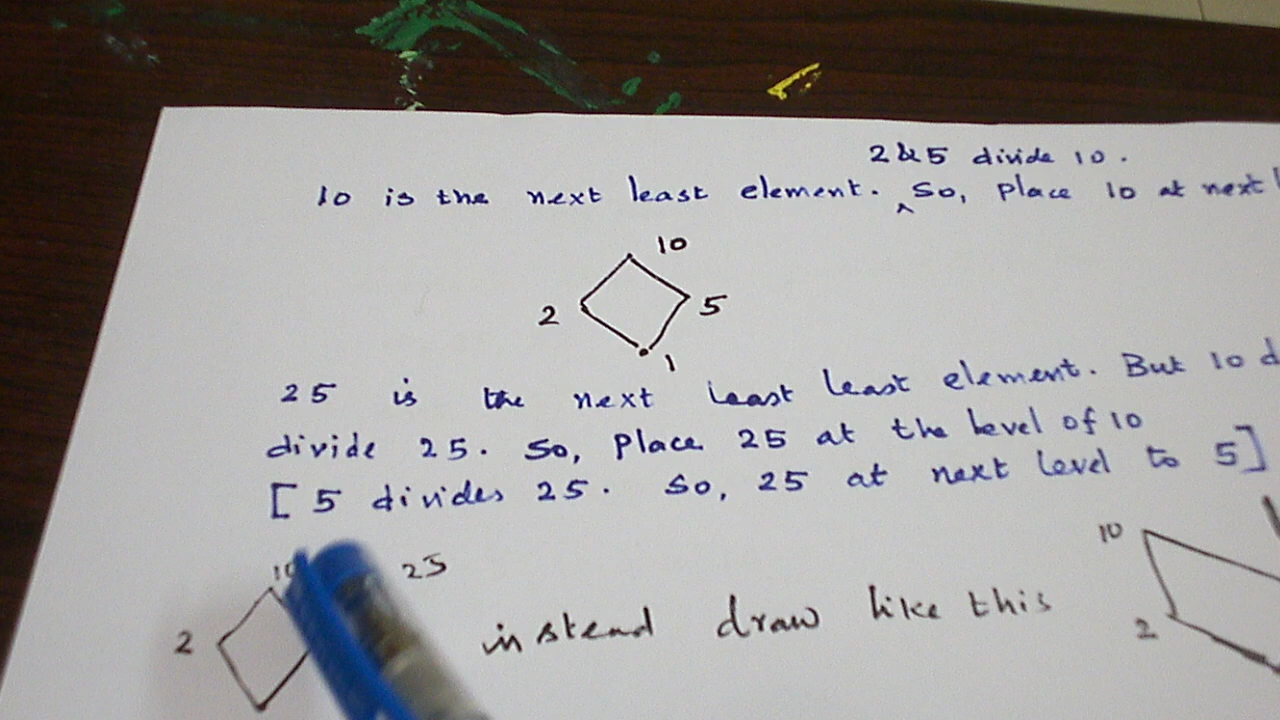 2 & 5 divide 10.
10 is the next least element. ^ So, Place 10 at next
10
2
5
1
25 is the next least least element. But 10
divide 25. So, Place 25 at the level of 10
[ 5 divides 25. So, 25 at next level to 5]
10
25
2
instead draw like this
10
2